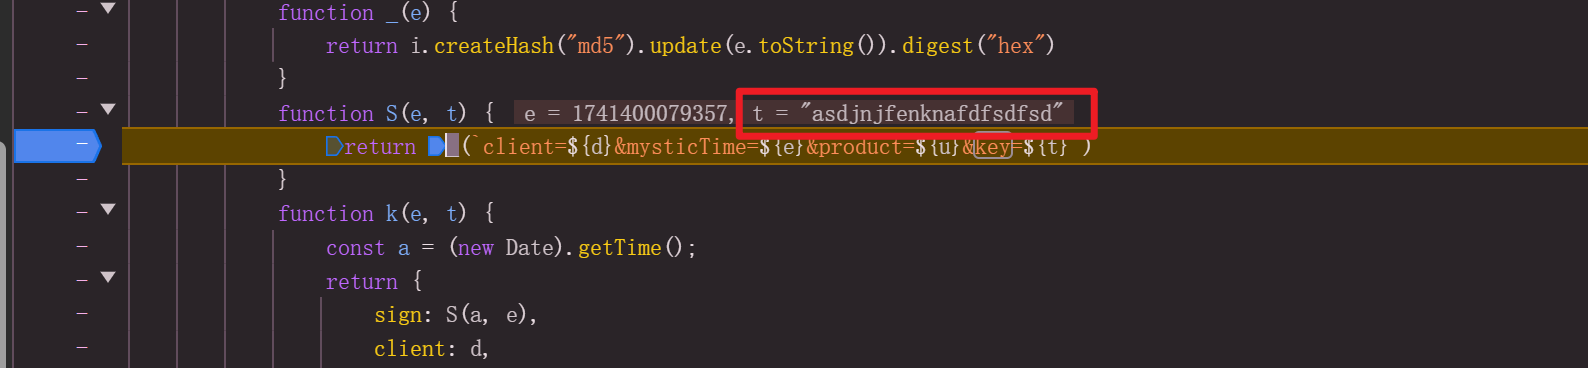 function _(e) {
return i.createHash("md5").update(e.toString()).digest("hex")
}
function S(e, t) { e = 1741400079357, t = "asdjnjfenknafdfsdfsd"
return _(`client=${d}&mysticTime=${e}&product=${u}&key=${t}`)
}
function k(e, t) {
const a = (new Date).getTime();
return {
sign: S(a, e),
client: d,